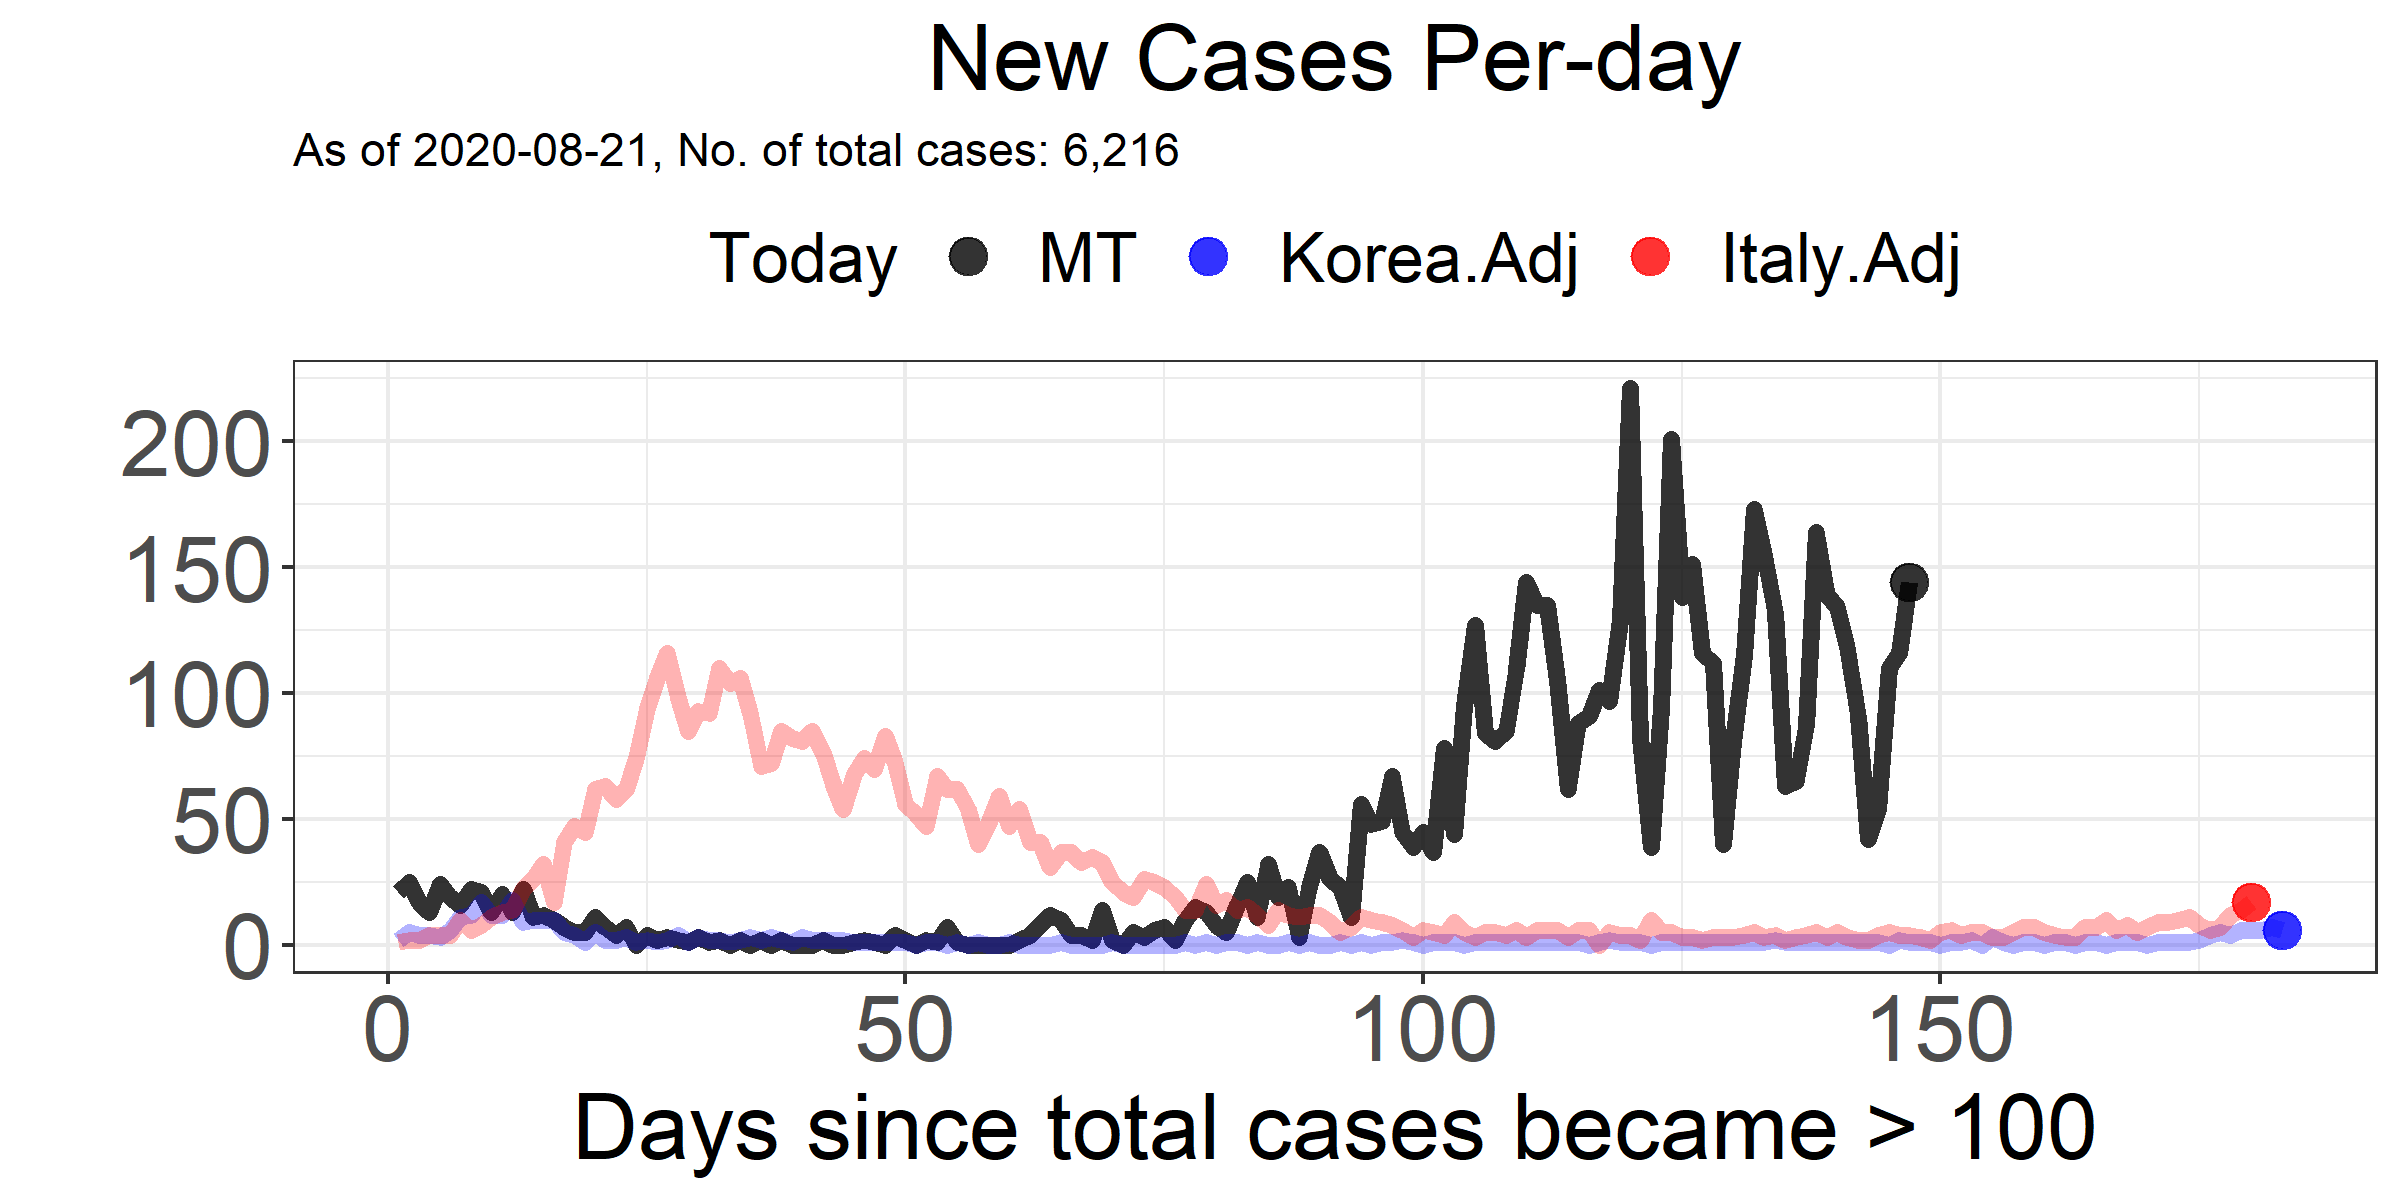 New Cases Per-day
As of 2020-08-21, No. of total cases: 6,216
Today MT Korea.Adj Italy.Adj
200
150
100
50
0
0 50 100 150
Days since total cases became > 100